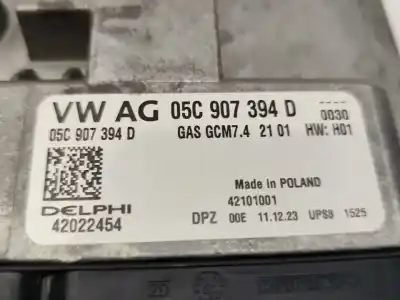 VW AG 05C 907 394 D ----
0030
05C 907 394 D GAS GCM7.4 21 01 HW: H01
Made in POLAND
42101001
DELPHI
42022454 DPZ 00E 11.12.23 UPS8 1525